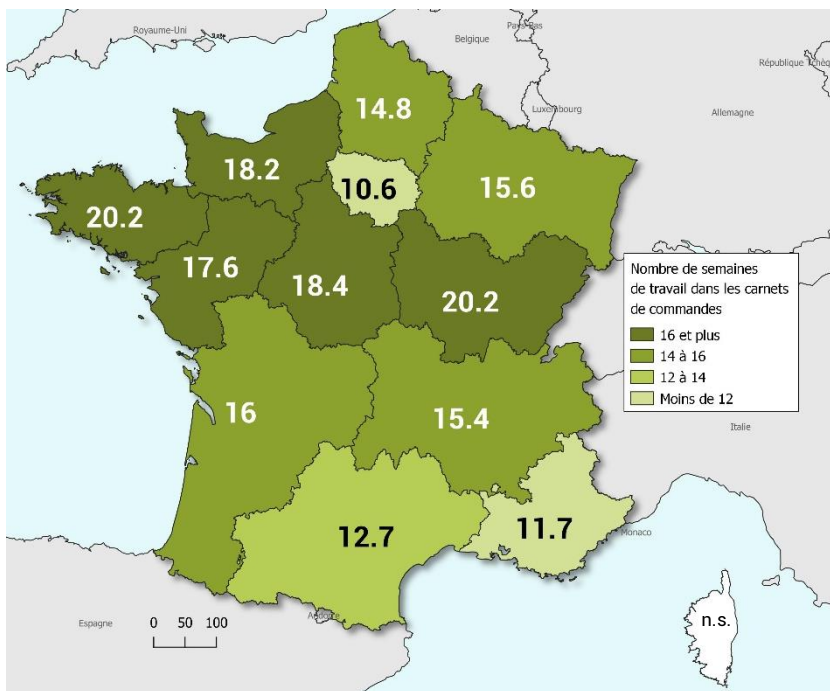 Royaume-Uni
Pays-Bas
Belgique
République Tchèque
Luxembourg
Allemagne
14.8
18.2
10.6
15.6
20.2
17.6
18.4
20.2
Nombre de semaines
de travail dans les carnets
de commandes
16 et plus
14 à 16
12 à 14
Moins de 12
16
15.4
Italie
12.7
11.7
Monaco
Andorre
Espagne
0 50 100
n.s.